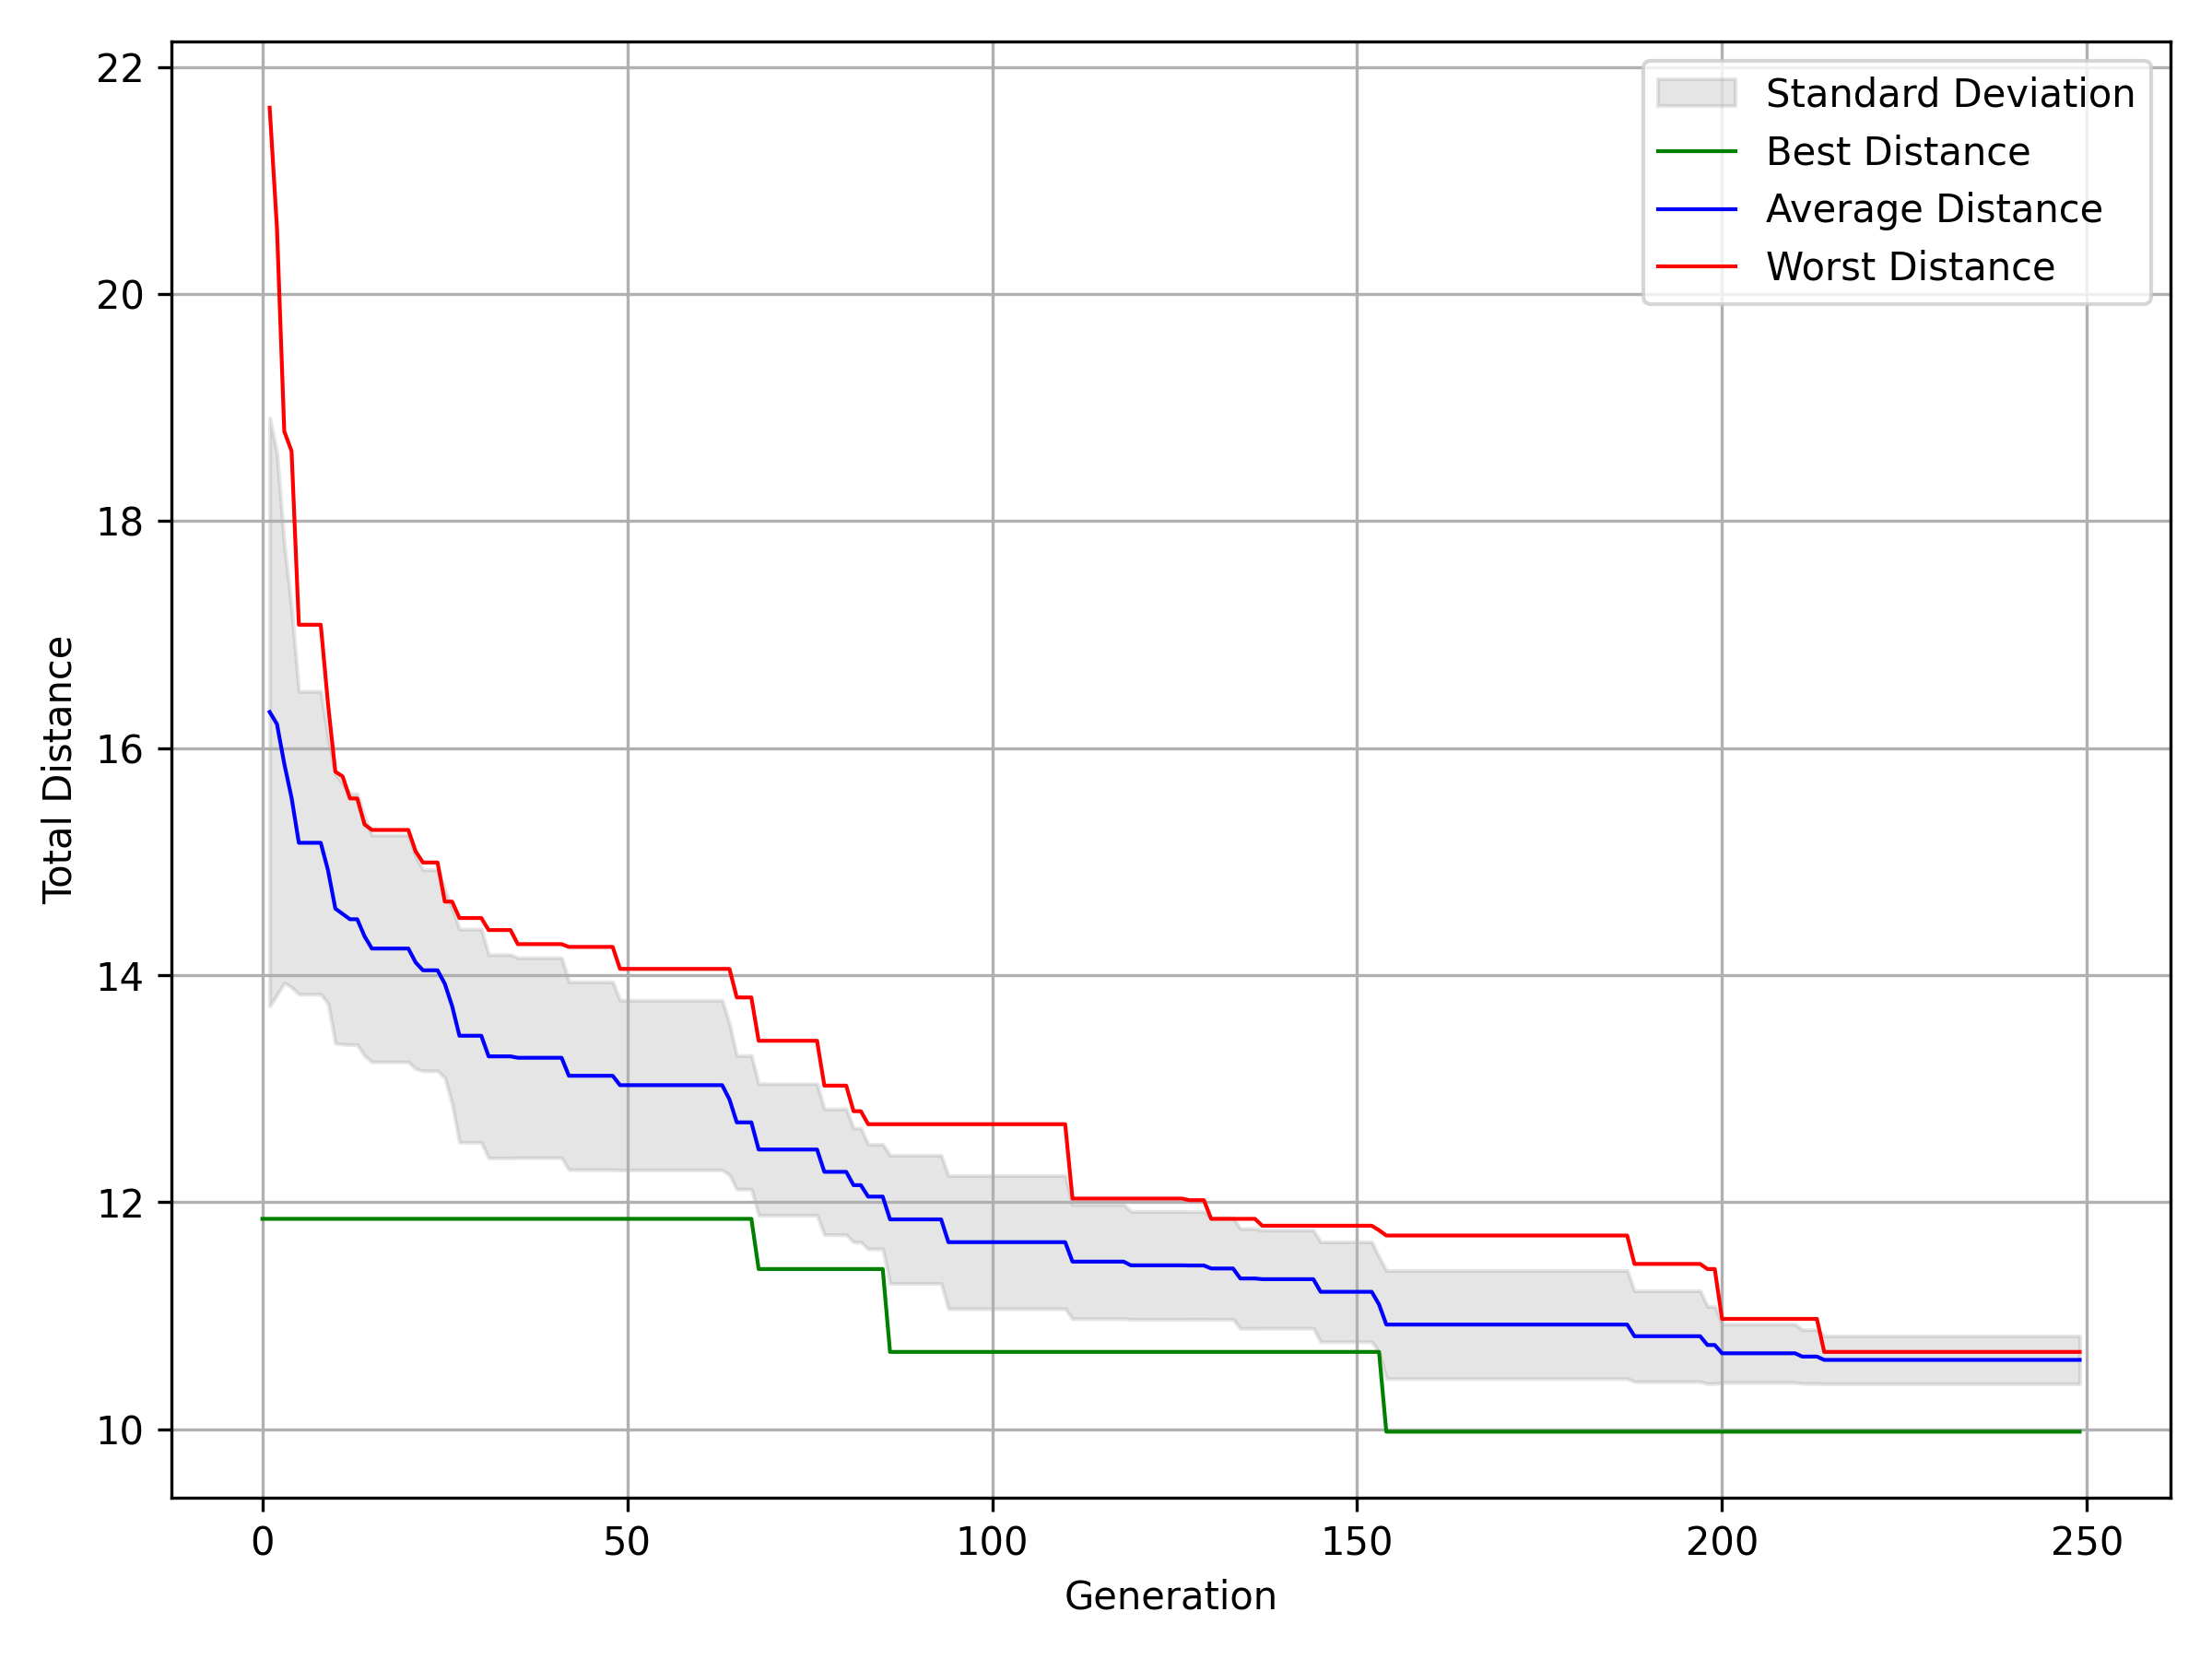 22
20
18
16
14
12
10
Total Distance
Standard Deviation
Best Distance
Average Distance
Worst Distance
0 50 100 150 200 250
Generation